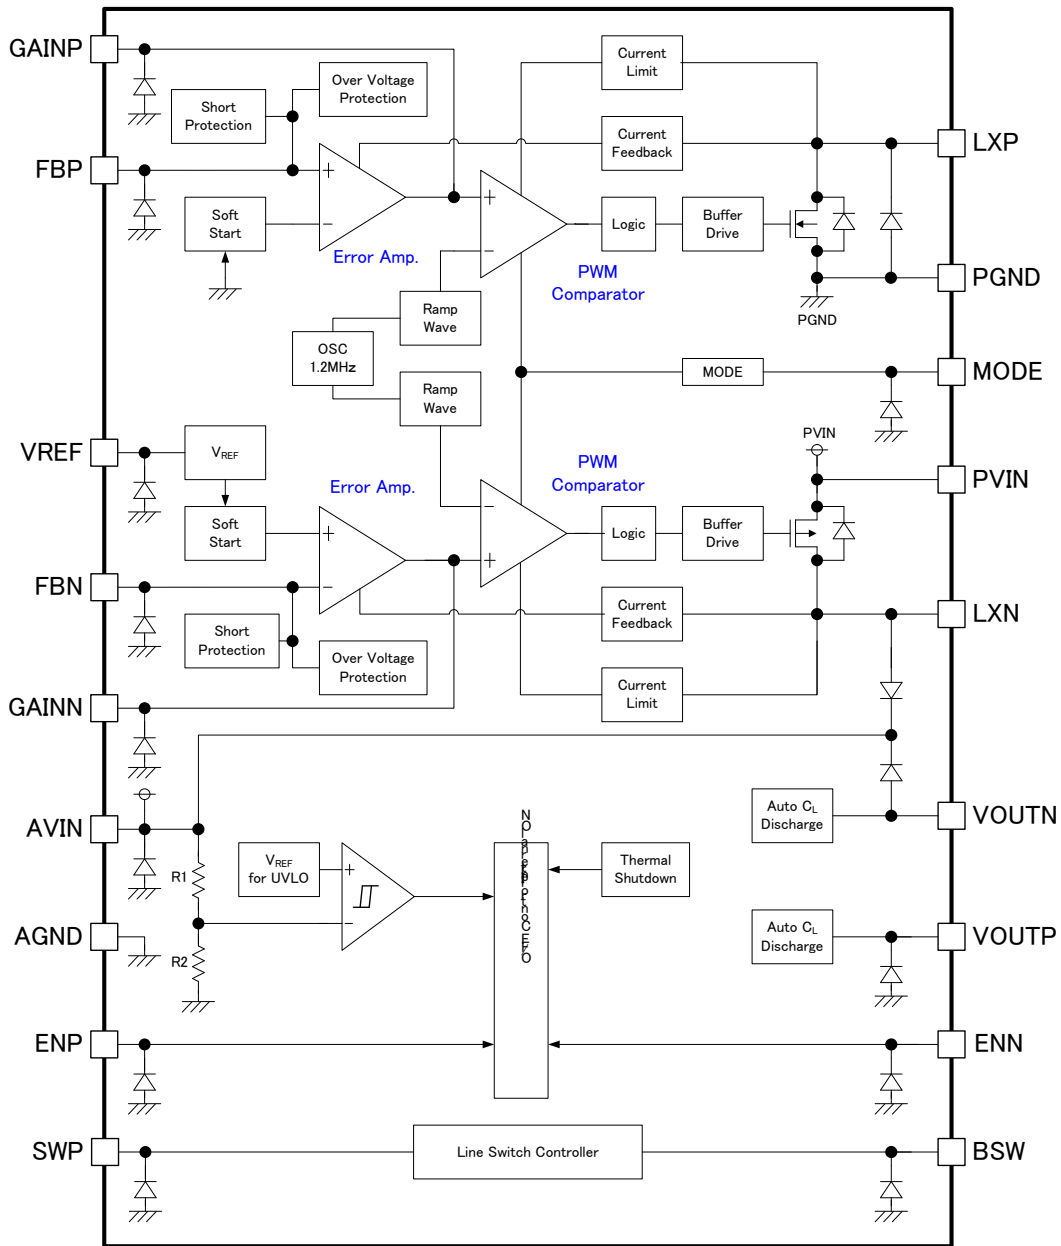 GAINP
Current
Limit
Over Voltage
Protection
Short
Protection
Current
Feedback
LXP
FBP
Soft
Start
Logic
Buffer
Drive
Error Amp.
PWM
Comparator
PGND
PGND
Ramp
Wave
OSC
1.2MHz
MODE
MODE
Ramp
Wave
VREF
VREF
PVIN
PVIN
Error Amp.
PWM
Comparator
Soft
Start
Logic
Buffer
Drive
FBN
Current
Feedback
LXN
Short
Protection
Over Voltage
Protection
Current
Limit
GAINN
AVIN
Auto CL
Discharge
VOUTN
R1
VREF
for UVLO
Thermal
Shutdown
AGND
R2
Auto CL
Discharge
VOUTP
ENP
ENN
SWP
Line Switch Controller
BSW